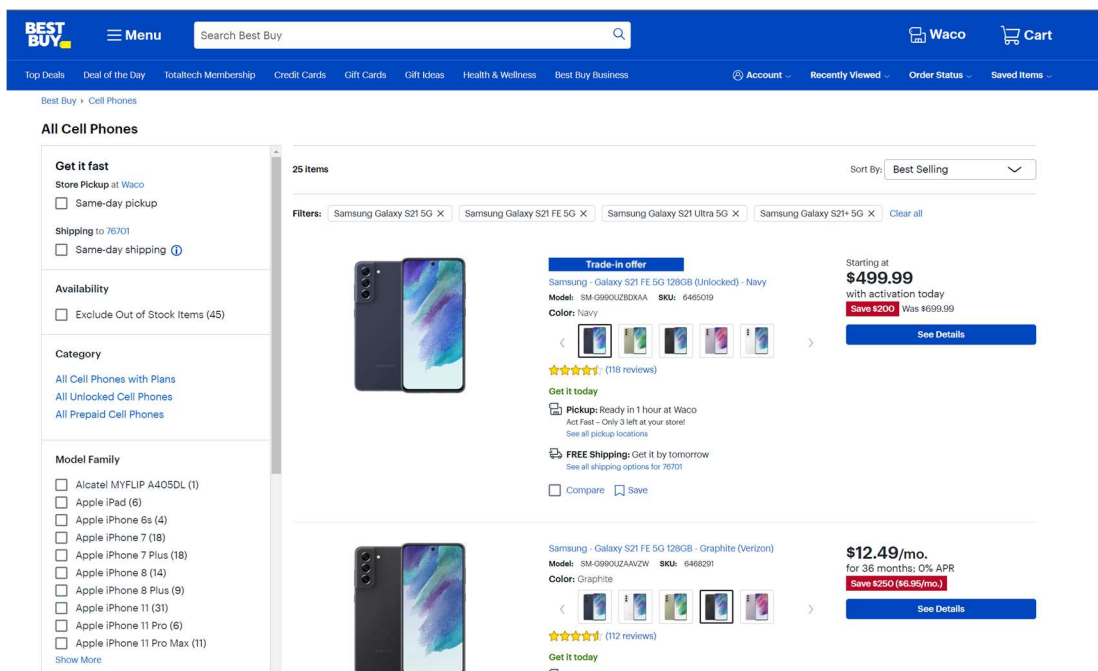 BEST
BUY
Menu
Search Best Buy
Waco
Cart
Top Deals Deal of the Day Totaltech Membership Credit Cards Gift Cards Gift Ideas Health & Wellness Best Buy Business Account Recently Viewed Order Status Saved Items
Best Buy Cell Phones
All Cell Phones
Get it fast
Store Pickup at Waco
Same-day pickup
Shipping to 76701
Same-day shipping
Availability
Exclude Out of Stock Items (45)
Category
All Cell Phones with Plans
All Unlocked Cell Phones
All Prepaid Cell Phones
Model Family
Alcatel MYFLIP A405DL (1)
Apple iPad (6)
Apple iPhone 6s (4)
Apple iPhone 7 (18)
Apple iPhone 7 Plus (18)
Apple iPhone 8 (14)
Apple iPhone 8 Plus (9)
Apple iPhone 11 (31)
Apple iPhone 11 Pro (6)
Apple iPhone 11 Pro Max (11)
Show More
25 items
Sort By: Best Selling
Filters: Samsung Galaxy S21 5G Samsung Galaxy S21 FE 5G Samsung Galaxy S21 Ultra 5G Samsung Galaxy S21+ 5G Clear all
Trade-in offer
Samsung - Galaxy S21 FE 5G 128GB (Unlocked) - Navy
Model: SM-G990UZBDXAA SKU: 6465019
Color: Navy
(118 reviews)
Get it today
Pickup: Ready in 1 hour at Waco
Act Fast – Only 3 left at your store!
See all pickup locations
FREE Shipping: Get it by tomorrow
See all shipping options for 76701
Compare Save
Starting at
$499.99
with activation today
Save $200 Was $699.99
See Details
Samsung - Galaxy S21 FE 5G 128GB - Graphite (Verizon)
Model: SM-G990UZAAVZW SKU: 6468291
Color: Graphite
(112 reviews)
Get it today
$12.49/mo.
for 36 months; 0% APR
Save $250 ($6.95/mo.)
See Details